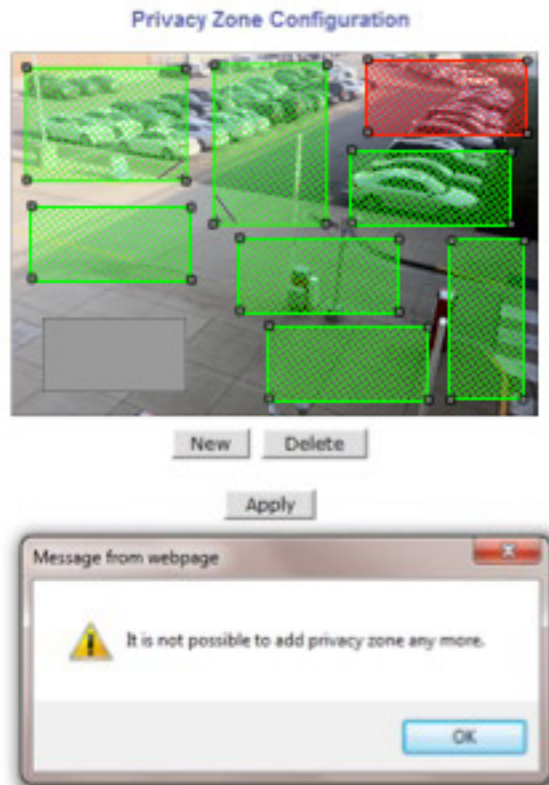 Privacy Zone Configuration
New Delete
Apply
Message from webpage
It is not possible to add privacy zone any more.
OK